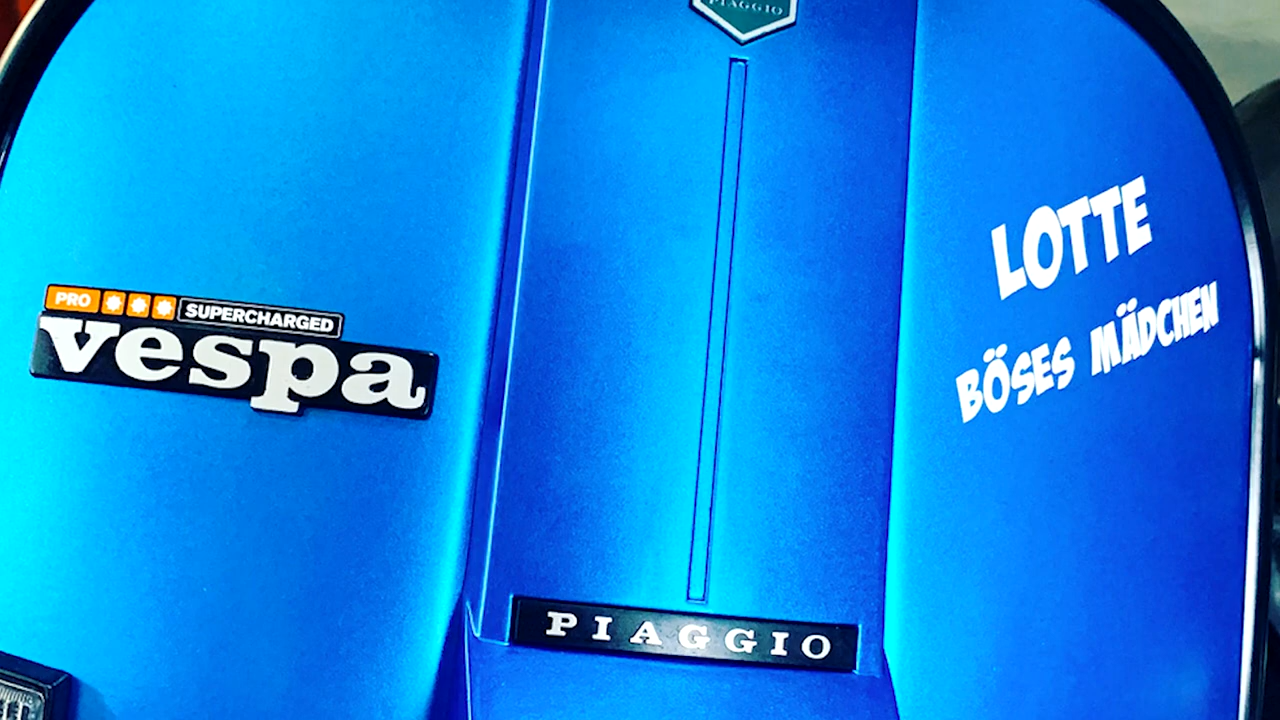 PIAGGIO
PRO SUPERCHARGED
vespa
LOTTE
BÖSES MÄDCHEN
PIAGGIO